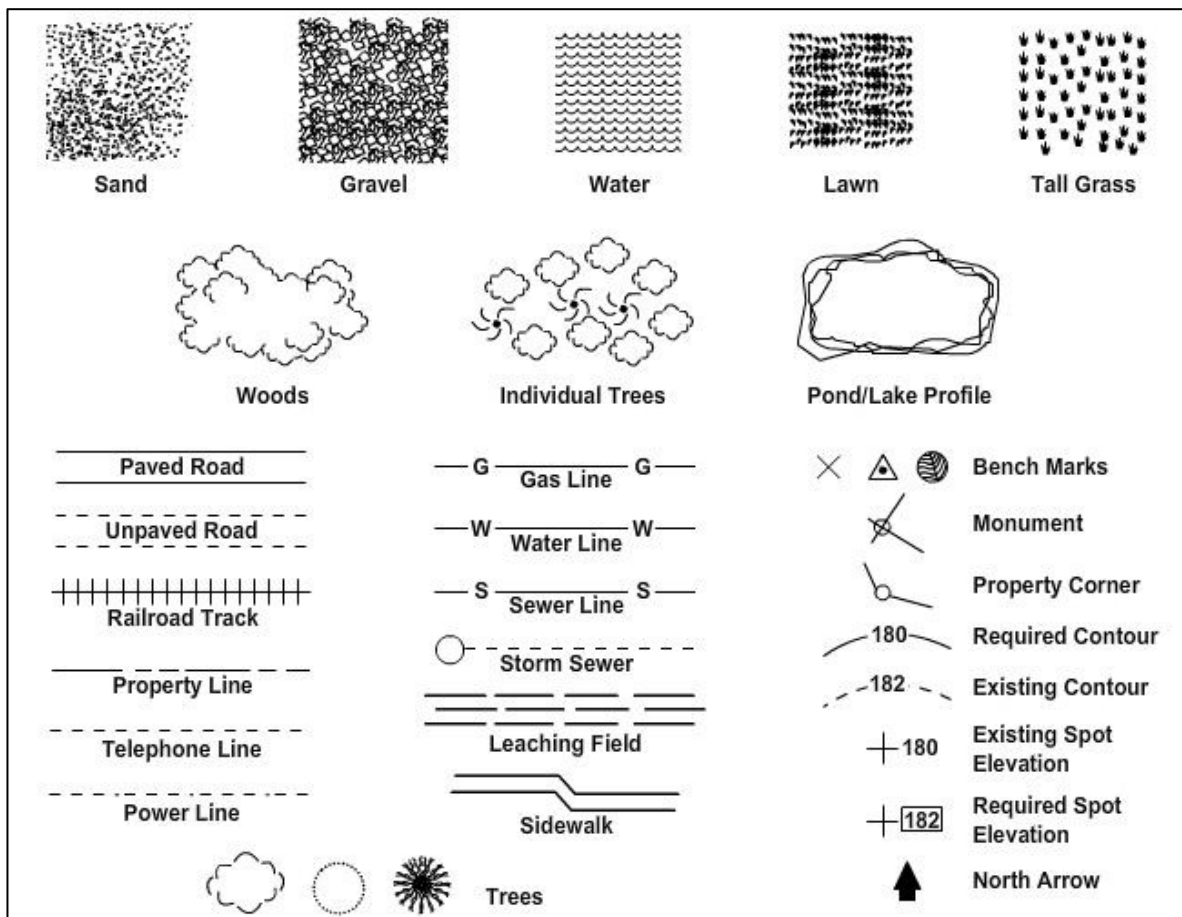 Sand
Gravel
Water
Lawn
Tall Grass
Woods
Individual Trees
Pond/Lake Profile
Paved Road
Unpaved Road
Railroad Track
Property Line
Telephone Line
Power Line
G G
Gas Line
W W
Water Line
S S
Sewer Line
Storm Sewer
Leaching Field
Sidewalk
Bench Marks
Monument
Property Corner
180 Required Contour
182 Existing Contour
180 Existing Spot
Elevation
182 Required Spot
Elevation
North Arrow
Trees